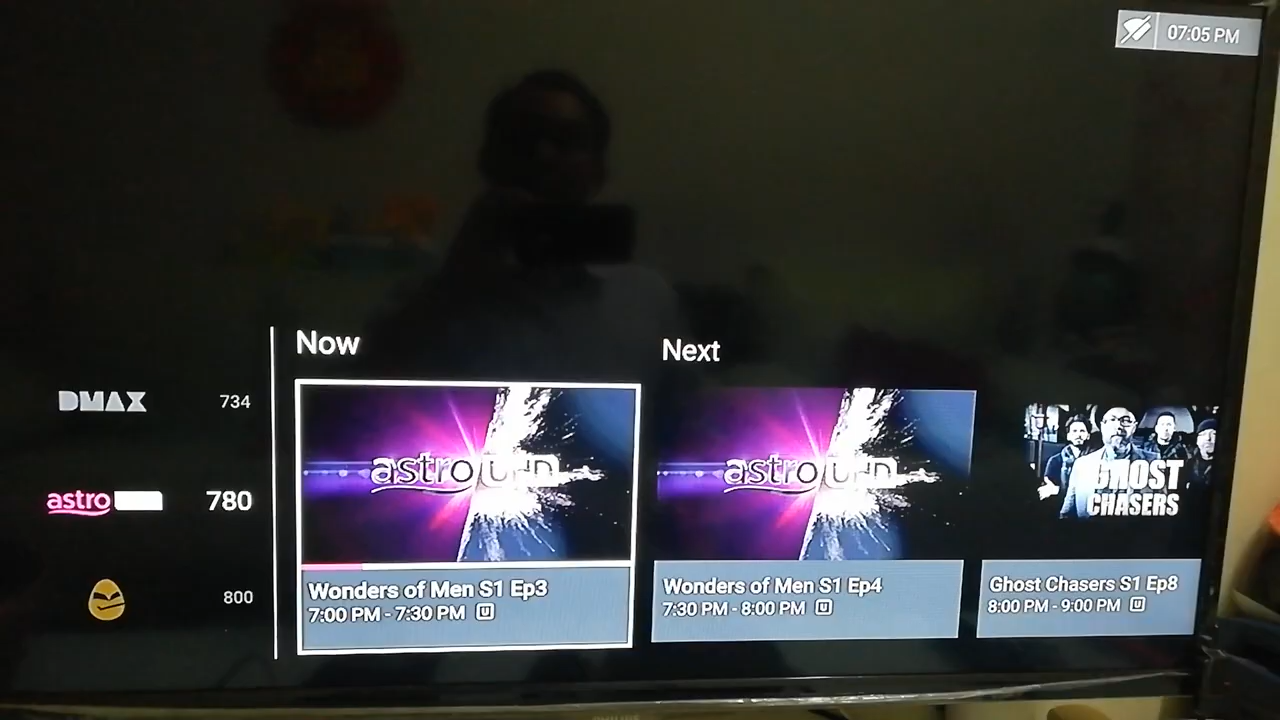 07:05 PM
Now
Next
DMAX 734
astro 780
800
astro
astro
GHOST
CHASERS
Wonders of Men S1 Ep3
7:00 PM - 7:30 PM U
Wonders of Men S1 Ep4
7:30 PM - 8:00 PM U
Ghost Chasers S1 Ep8
8:00 PM - 9:00 PM U